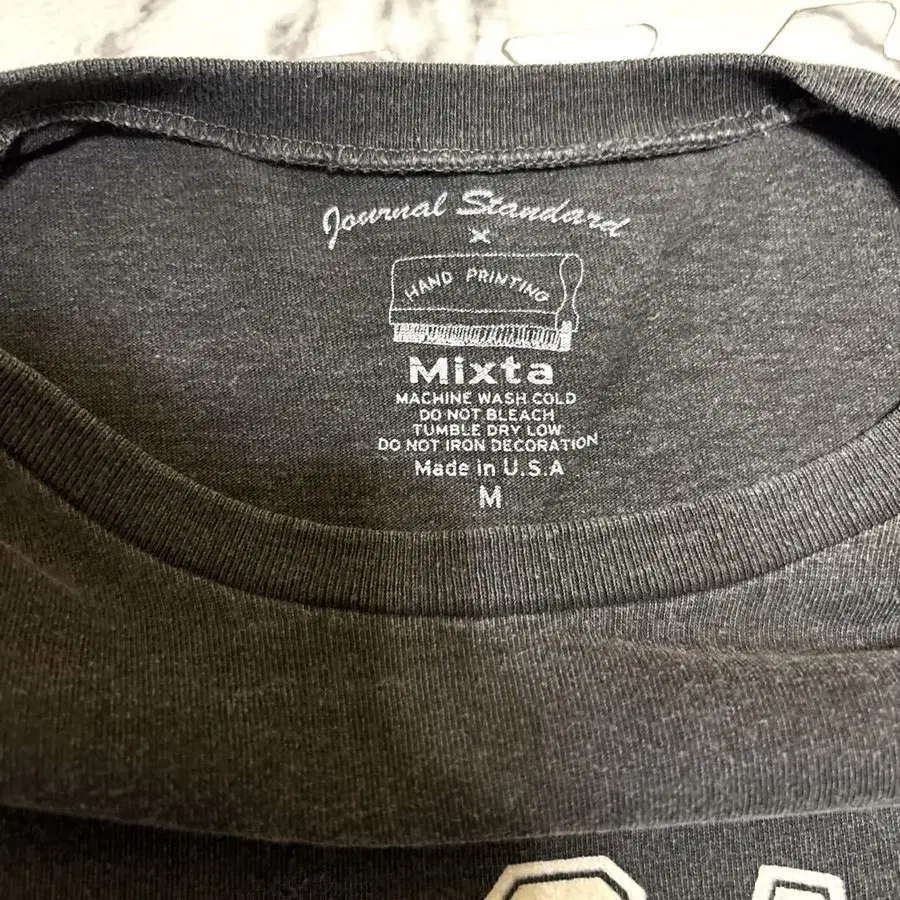 Journal Standard
×
HAND PRINTING
Mixta
MACHINE WASH COLD
DO NOT BLEACH
TUMBLE DRY LOW
DO NOT IRON DECORATION
Made in U.S.A
M